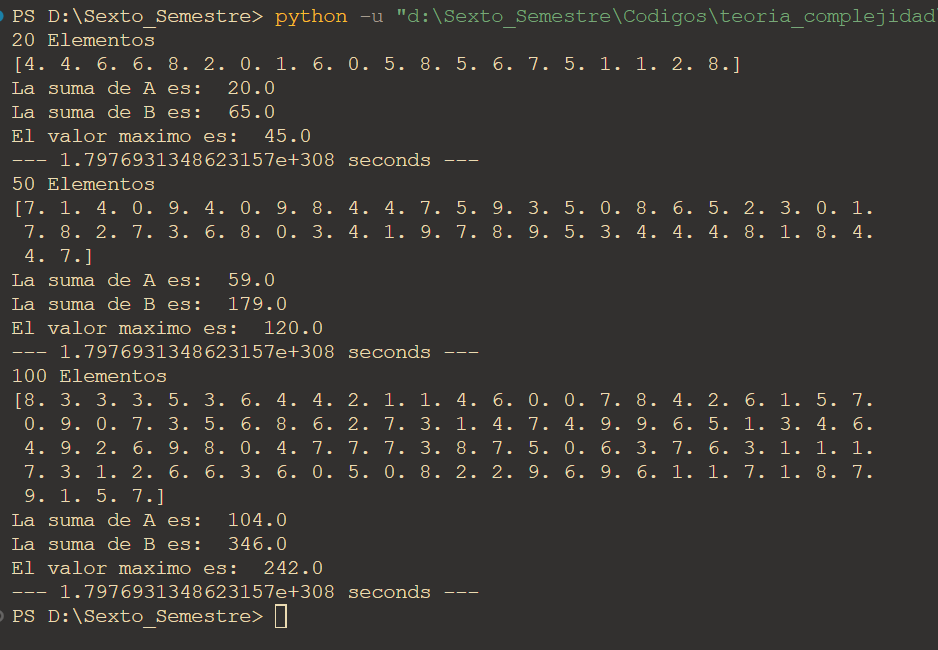 PS D:\Sexto_Semestre> python -u "d:\Sexto_Semestre\Codigos\teoria_complejidad
20 Elementos
[4. 4. 6. 6. 8. 2. 0. 1. 6. 0. 5. 8. 5. 6. 7. 5. 1. 1. 2. 8.]
La suma de A es:  20.0
La suma de B es:  65.0
El valor maximo es:  45.0
--- 1.7976931348623157e+308 seconds ---
50 Elementos
[7. 1. 4. 0. 9. 4. 0. 9. 8. 4. 4. 7. 5. 9. 3. 5. 0. 8. 6. 5. 2. 3. 0. 1.
 7. 8. 2. 7. 3. 6. 8. 0. 3. 4. 1. 9. 7. 8. 9. 5. 3. 4. 4. 4. 8. 1. 8. 4.
 4. 7.]
La suma de A es:  59.0
La suma de B es:  179.0
El valor maximo es:  120.0
--- 1.7976931348623157e+308 seconds ---
100 Elementos
[8. 3. 3. 3. 5. 3. 6. 4. 4. 2. 1. 1. 4. 6. 0. 0. 7. 8. 4. 2. 6. 1. 5. 7.
 0. 9. 0. 7. 3. 5. 6. 8. 6. 2. 7. 3. 1. 4. 7. 4. 9. 9. 6. 5. 1. 3. 4. 6.
 4. 9. 2. 6. 9. 8. 0. 4. 7. 7. 7. 3. 8. 7. 5. 0. 6. 3. 7. 6. 3. 1. 1. 1.
 7. 3. 1. 2. 6. 6. 3. 6. 0. 5. 0. 8. 2. 2. 9. 6. 9. 6. 1. 1. 7. 1. 8. 7.
 9. 1. 5. 7.]
La suma de A es:  104.0
La suma de B es:  346.0
El valor maximo es:  242.0
--- 1.7976931348623157e+308 seconds ---
PS D:\Sexto_Semestre>